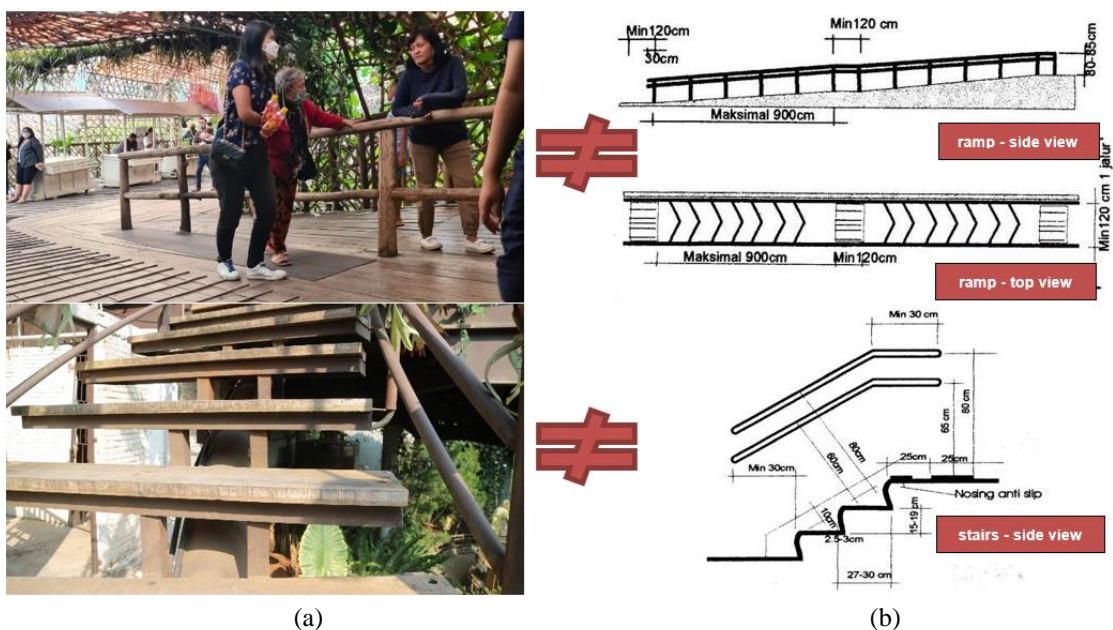 Min120cm
30cm
Min120 cm
80-85cm
Maksimal 900cm
ramp - side view
Maksimal 900cm
Min120cm
Min120 cm 1 jalur
ramp - top view
Min 30 cm
80 cm
65 cm
80cm
60cm
Min 30cm
25cm
25cm
Nosing anti slip
10cm
2.5-3cm
15-19 cm
27-30 cm
stairs - side view
(a)
(b)